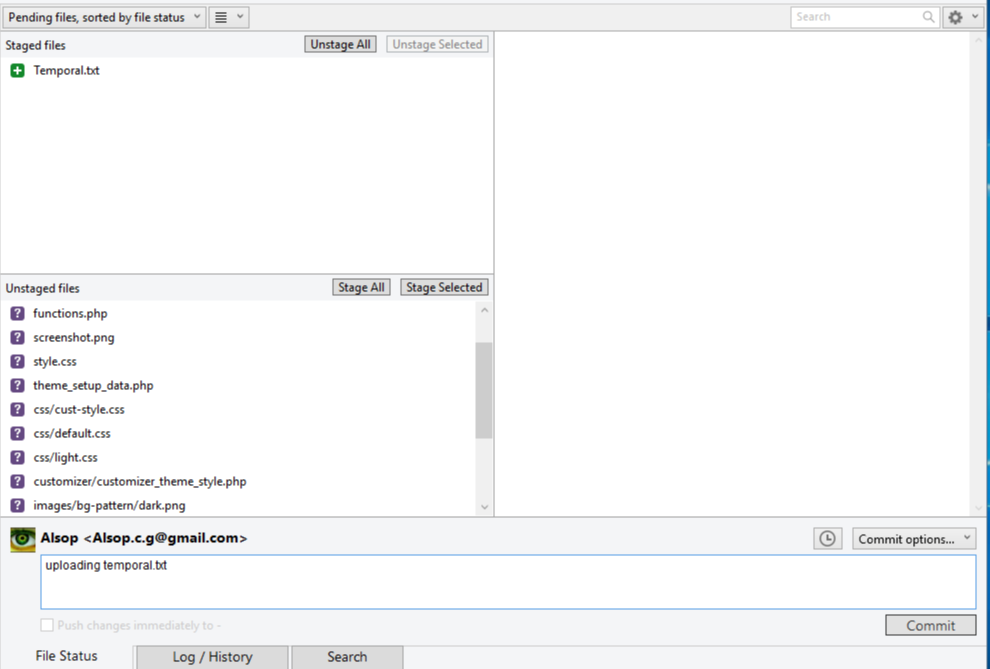 Pending files, sorted by file status
Search
Staged files
Unstage All
Unstage Selected
Temporal.txt
Unstaged files
Stage All
Stage Selected
functions.php
screenshot.png
style.css
theme_setup_data.php
css/cust-style.css
css/default.css
css/light.css
customizer/customizer_theme_style.php
images/bg-pattern/dark.png
Alsop <Alsop.c.g@gmail.com>
Commit options...
uploading temporal.txt
Push changes immediately to -
Commit
File Status
Log / History
Search